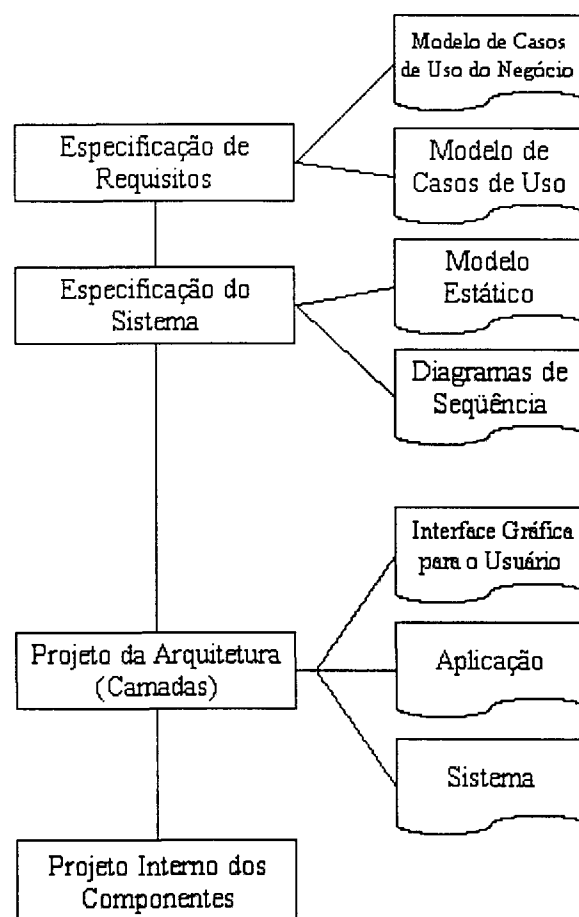 Modelo de Casos
de Uso do Negócio
Especificação de
Requisitos
Modelo de
Casos de Uso
Especificação do
Sistema
Modelo
Estático
Diagramas de
Seqüência
Interface Gráfica
para o Usuário
Projeto da Arquitetura
(Camadas)
Aplicação
Sistema
Projeto Interno dos
Componentes